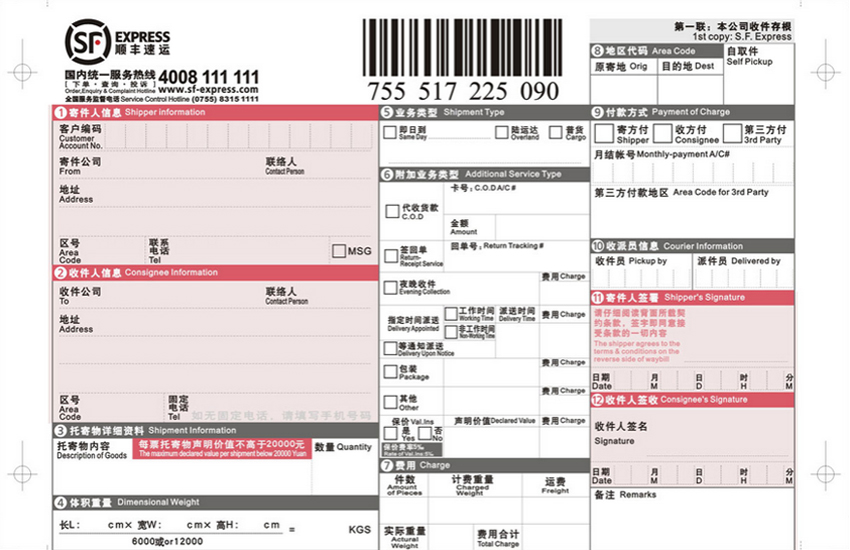 SF EXPRESS
顺丰速运
国内统一服务热线 4008 111 111
[ 下单 · 查询 · 投诉 ] www.sf-express.com
Order,Enquiry & Complaint Hotline
全国服务监督电话 Service Control Hotline (0755) 8315 1111
755 517 225 090
第一联：本公司收件存根
1st copy: S.F. Express
⑧ 地区代码 Area Code
原寄地 Orig 目的地 Dest
自取件
Self Pickup
① 寄件人信息 Shipper Information
客户编码
Customer
Account No.
寄件公司
From
联络人
Contact Person
地址
Address
区号
Area
Code
联系
电话
Tel
MSG
② 收件人信息 Consignee Information
收件公司
To
联络人
Contact Person
地址
Address
区号
Area
Code
固定
电话
Tel
如无固定电话，请填写手机号码
③ 托寄物详细资料 Shipment Information
托寄物内容
Description of Goods
每票托寄物声明价值不高于20000元
The maximum declared value per shipment below 20000 Yuan
数量 Quantity
④ 体积重量 Dimensional Weight
长L: cm× 宽W: cm× 高H: cm = KGS
6000或or12000
⑤ 业务类型 Shipment Type
即日到
Same Day
陆运达
Overland
普货
Cargo
⑥ 附加业务类型 Additional Service Type
代收货款
C.O.D
卡号：C.O.D A/C #
金额
Amount
签回单
Return-
Receipt Service
回单号：Return Tracking #
费用 Charge
夜晚收件
Evening Collection
费用 Charge
指定时间派送
Delivery Appointed
工作时间
Working Time
非工作时间
Non-Working Time
派送时间
Delivery Time
费用 Charge
等通知派送
Delivery Upon Notice
费用 Charge
包装
Package
费用 Charge
其他
Other
费用 Charge
保价 Val.Ins
是
Yes
否
No
声明价值 Declared Value
费用 Charge
保价费率5‰
Rate of Val.Ins:5‰
⑦ 费用 Charge
件数
Amount
of Pieces
计费重量
Charged
Weight
运费
Freight
实际重量
Actural
Weight
费用合计
Total Charge
⑨ 付款方式 Payment of Charge
寄方付
Shipper
收方付
Consignee
第三方付
3rd Party
月结帐号 Monthly-payment A/C#
第三方付款地区 Area Code for 3rd Party
⑩ 收派员信息 Courier Information
收件员 Pickup by 派件员 Delivered by
⑪ 寄件人签署 Shipper's Signature
请仔细阅读背面所载契
约条款，签字即同意接
受条款的一切内容
The shipper agrees to the
terms & conditions on the
reverse side of waybill
日期 月 日 时 分
Date M D H M
⑫ 收件人签收 Consignee's Signature
收件人签名
Signature
日期 月 日 时 分
Date M D H M
备注 Remarks